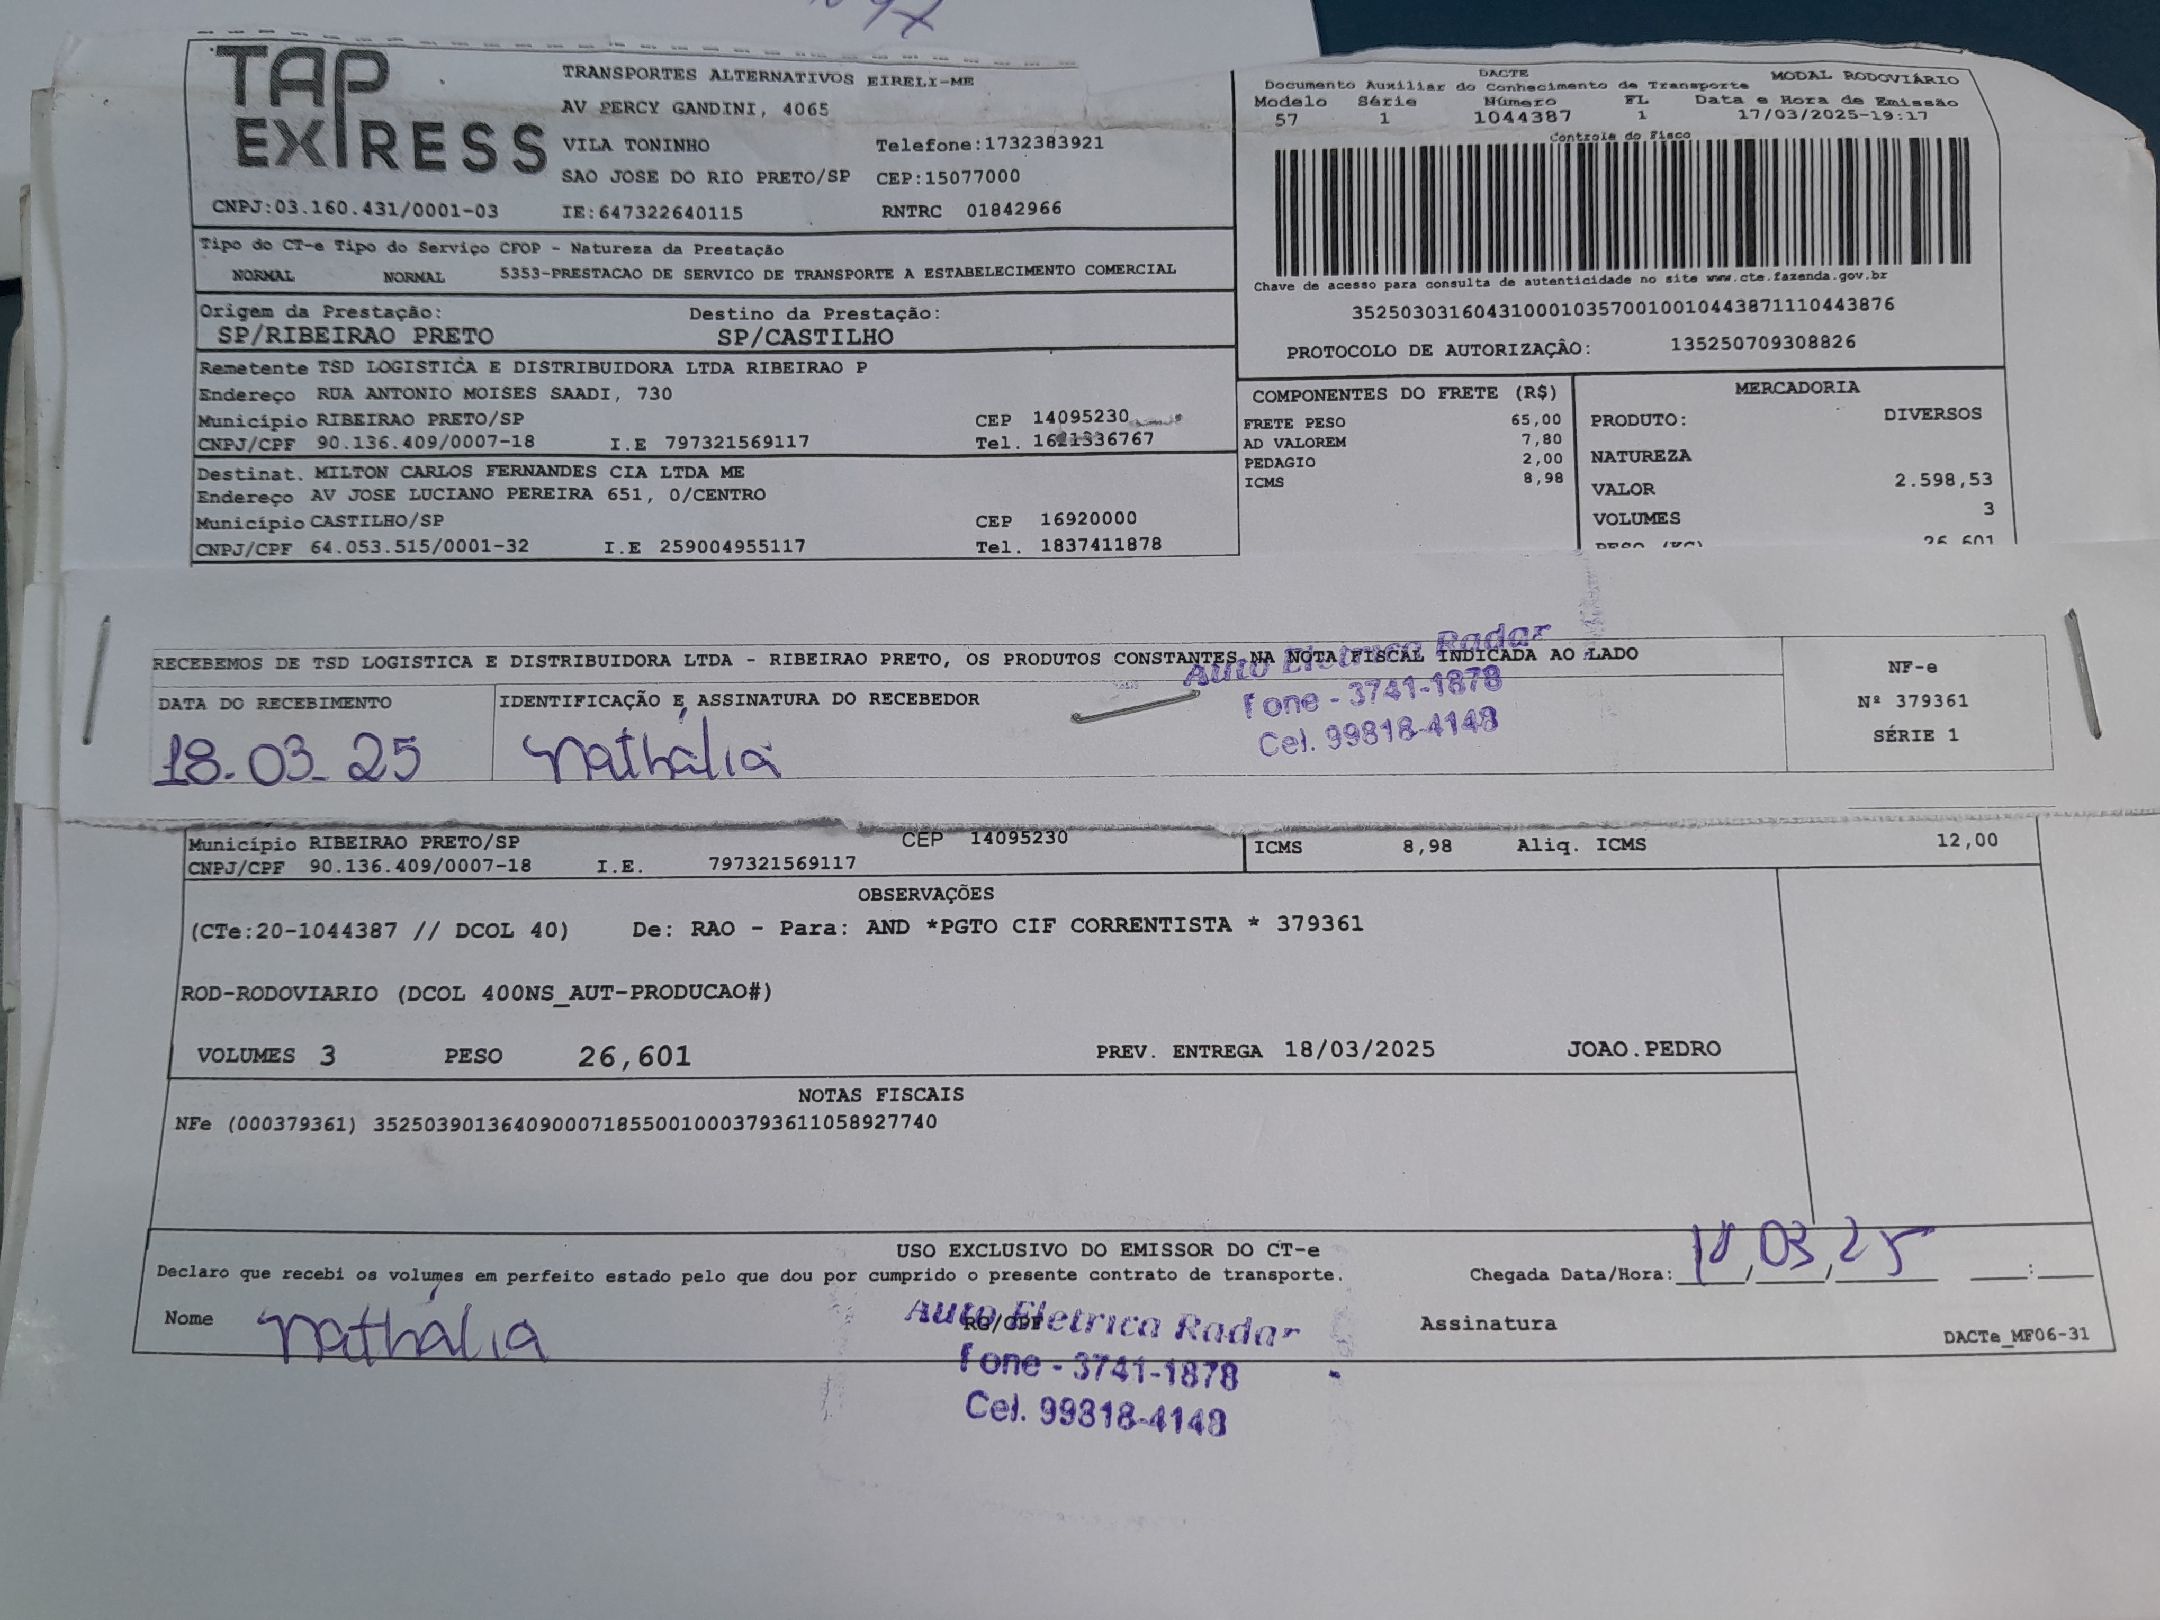 TAP EXPRESS
TRANSPORTES ALTERNATIVOS EIRELI-ME
AV PERCY GANDINI, 4065
VILA TONINHO Telefone:1732383921
SAO JOSE DO RIO PRETO/SP CEP:15077000
CNPJ:03.160.431/0001-03 IE:647322640115 RNTRC 01842966
DACTE MODAL RODOVIÁRIO
Documento Auxiliar do Conhecimento de Transporte
Modelo Série Número FL Data e Hora de Emissão
57 1 1044387 1 17/03/2025-19:17
Controle do Fisco
Chave de acesso para consulta de autenticidade no site www.cte.fazenda.gov.br
35250303160431000103570010010443871110443876
PROTOCOLO DE AUTORIZAÇÃO: 135250709308826
Tipo do CT-e Tipo do Serviço CFOP - Natureza da Prestação
NORMAL NORMAL 5353-PRESTACAO DE SERVICO DE TRANSPORTE A ESTABELECIMENTO COMERCIAL
Origem da Prestação: Destino da Prestação:
SP/RIBEIRAO PRETO SP/CASTILHO
Remetente TSD LOGISTICA E DISTRIBUIDORA LTDA RIBEIRAO P
Endereço RUA ANTONIO MOISES SAADI, 730
Município RIBEIRAO PRETO/SP CEP 14095230
CNPJ/CPF 90.136.409/0007-18 I.E 797321569117 Tel. 1621336767
Destinat. MILTON CARLOS FERNANDES CIA LTDA ME
Endereço AV JOSE LUCIANO PEREIRA 651, 0/CENTRO
Município CASTILHO/SP CEP 16920000
CNPJ/CPF 64.053.515/0001-32 I.E 259004955117 Tel. 1837411878
COMPONENTES DO FRETE (R$)
FRETE PESO 65,00
AD VALOREM 7,80
PEDAGIO 2,00
ICMS 8,98
MERCADORIA
PRODUTO: DIVERSOS
NATUREZA
VALOR 2.598,53
VOLUMES 3
PESO (KG) 26,601
RECEBEMOS DE TSD LOGISTICA E DISTRIBUIDORA LTDA - RIBEIRAO PRETO, OS PRODUTOS CONSTANTES NA NOTA FISCAL INDICADA AO LADO
DATA DO RECEBIMENTO IDENTIFICAÇÃO E ASSINATURA DO RECEBEDOR
18.03.25 Nathália
Auto Eletrica Radar
Fone - 3741-1878
Cel. 99818-4148
NF-e
Nº 379361
SÉRIE 1
Município RIBEIRAO PRETO/SP CEP 14095230
CNPJ/CPF 90.136.409/0007-18 I.E. 797321569117
ICMS 8,98 Aliq. ICMS 12,00
OBSERVAÇÕES
(CTe:20-1044387 // DCOL 40) De: RAO - Para: AND *PGTO CIF CORRENTISTA * 379361
ROD-RODOVIARIO (DCOL 400NS_AUT-PRODUCAO#)
VOLUMES 3 PESO 26,601 PREV. ENTREGA 18/03/2025 JOAO.PEDRO
NOTAS FISCAIS
NFe (000379361) 35250390136409000718550010003793611058927740
USO EXCLUSIVO DO EMISSOR DO CT-e
Declaro que recebi os volumes em perfeito estado pelo que dou por cumprido o presente contrato de transporte. Chegada Data/Hora: 18/03/25 :
Nome Nathália RG/CPF Assinatura
DACTe_MF06-31
Auto Eletrica Radar
Fone - 3741-1878
Cel. 99818-4148